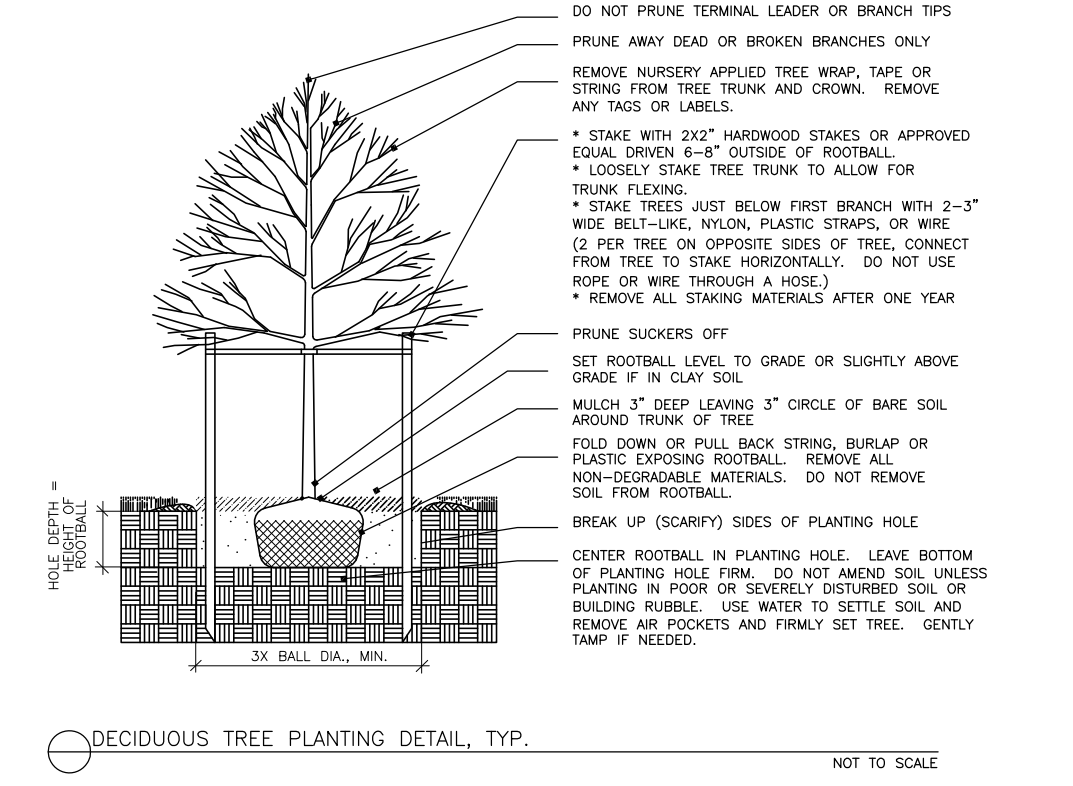 DO NOT PRUNE TERMINAL LEADER OR BRANCH TIPS
PRUNE AWAY DEAD OR BROKEN BRANCHES ONLY
REMOVE NURSERY APPLIED TREE WRAP, TAPE OR
STRING FROM TREE TRUNK AND CROWN.  REMOVE
ANY TAGS OR LABELS.
* STAKE WITH 2X2" HARDWOOD STAKES OR APPROVED
EQUAL DRIVEN 6–8" OUTSIDE OF ROOTBALL.
* LOOSELY STAKE TREE TRUNK TO ALLOW FOR
TRUNK FLEXING.
* STAKE TREES JUST BELOW FIRST BRANCH WITH 2–3"
WIDE BELT–LIKE, NYLON, PLASTIC STRAPS, OR WIRE
(2 PER TREE ON OPPOSITE SIDES OF TREE, CONNECT
FROM TREE TO STAKE HORIZONTALLY.  DO NOT USE
ROPE OR WIRE THROUGH A HOSE.)
* REMOVE ALL STAKING MATERIALS AFTER ONE YEAR
PRUNE SUCKERS OFF
SET ROOTBALL LEVEL TO GRADE OR SLIGHTLY ABOVE
GRADE IF IN CLAY SOIL
MULCH 3" DEEP LEAVING 3" CIRCLE OF BARE SOIL
AROUND TRUNK OF TREE
FOLD DOWN OR PULL BACK STRING, BURLAP OR
PLASTIC EXPOSING ROOTBALL.  REMOVE ALL
NON–DEGRADABLE MATERIALS.  DO NOT REMOVE
SOIL FROM ROOTBALL.
BREAK UP (SCARIFY) SIDES OF PLANTING HOLE
CENTER ROOTBALL IN PLANTING HOLE.  LEAVE BOTTOM
OF PLANTING HOLE FIRM.  DO NOT AMEND SOIL UNLESS
PLANTING IN POOR OR SEVERELY DISTURBED SOIL OR
BUILDING RUBBLE.  USE WATER TO SETTLE SOIL AND
REMOVE AIR POCKETS AND FIRMLY SET TREE.  GENTLY
TAMP IF NEEDED.
HOLE DEPTH =
HEIGHT OF
ROOTBALL
3X BALL DIA., MIN.
DECIDUOUS TREE PLANTING DETAIL, TYP.
NOT TO SCALE